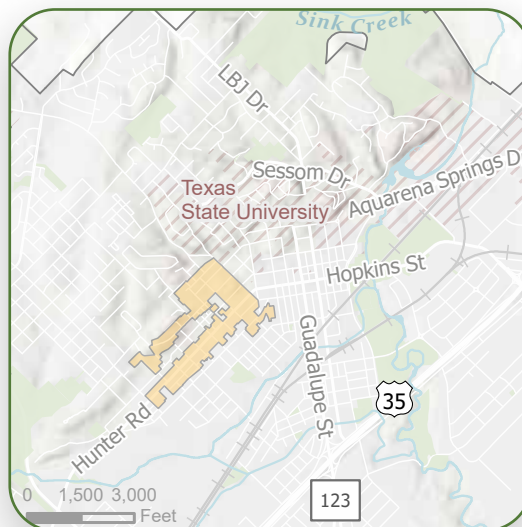 Sink Creek
LBJ Dr
Sessom Dr
Texas
State University
Aquarena Springs D
Hopkins St
Guadalupe St
35
Hunter Rd
0 1,500 3,000
Feet
123